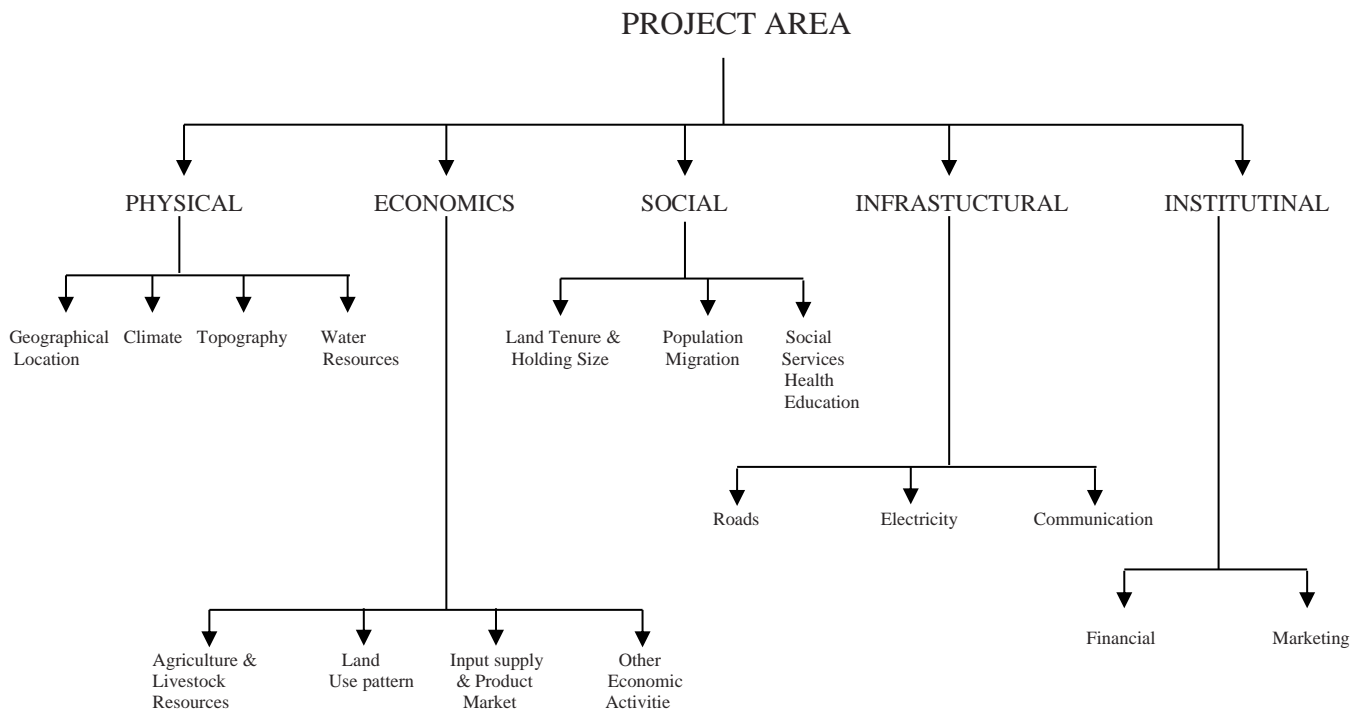 PROJECT AREA
PHYSICAL
ECONOMICS
SOCIAL
INFRASTUCTURAL
INSTITUTINAL
Geographical
Location
Climate
Topography
Water
Resources
Land Tenure &
Holding Size
Population
Migration
Social
Services
Health
Education
Roads
Electricity
Communication
Financial
Marketing
Agriculture &
Livestock
Resources
Land
Use pattern
Input supply
& Product
Market
Other
Economic
Activitie